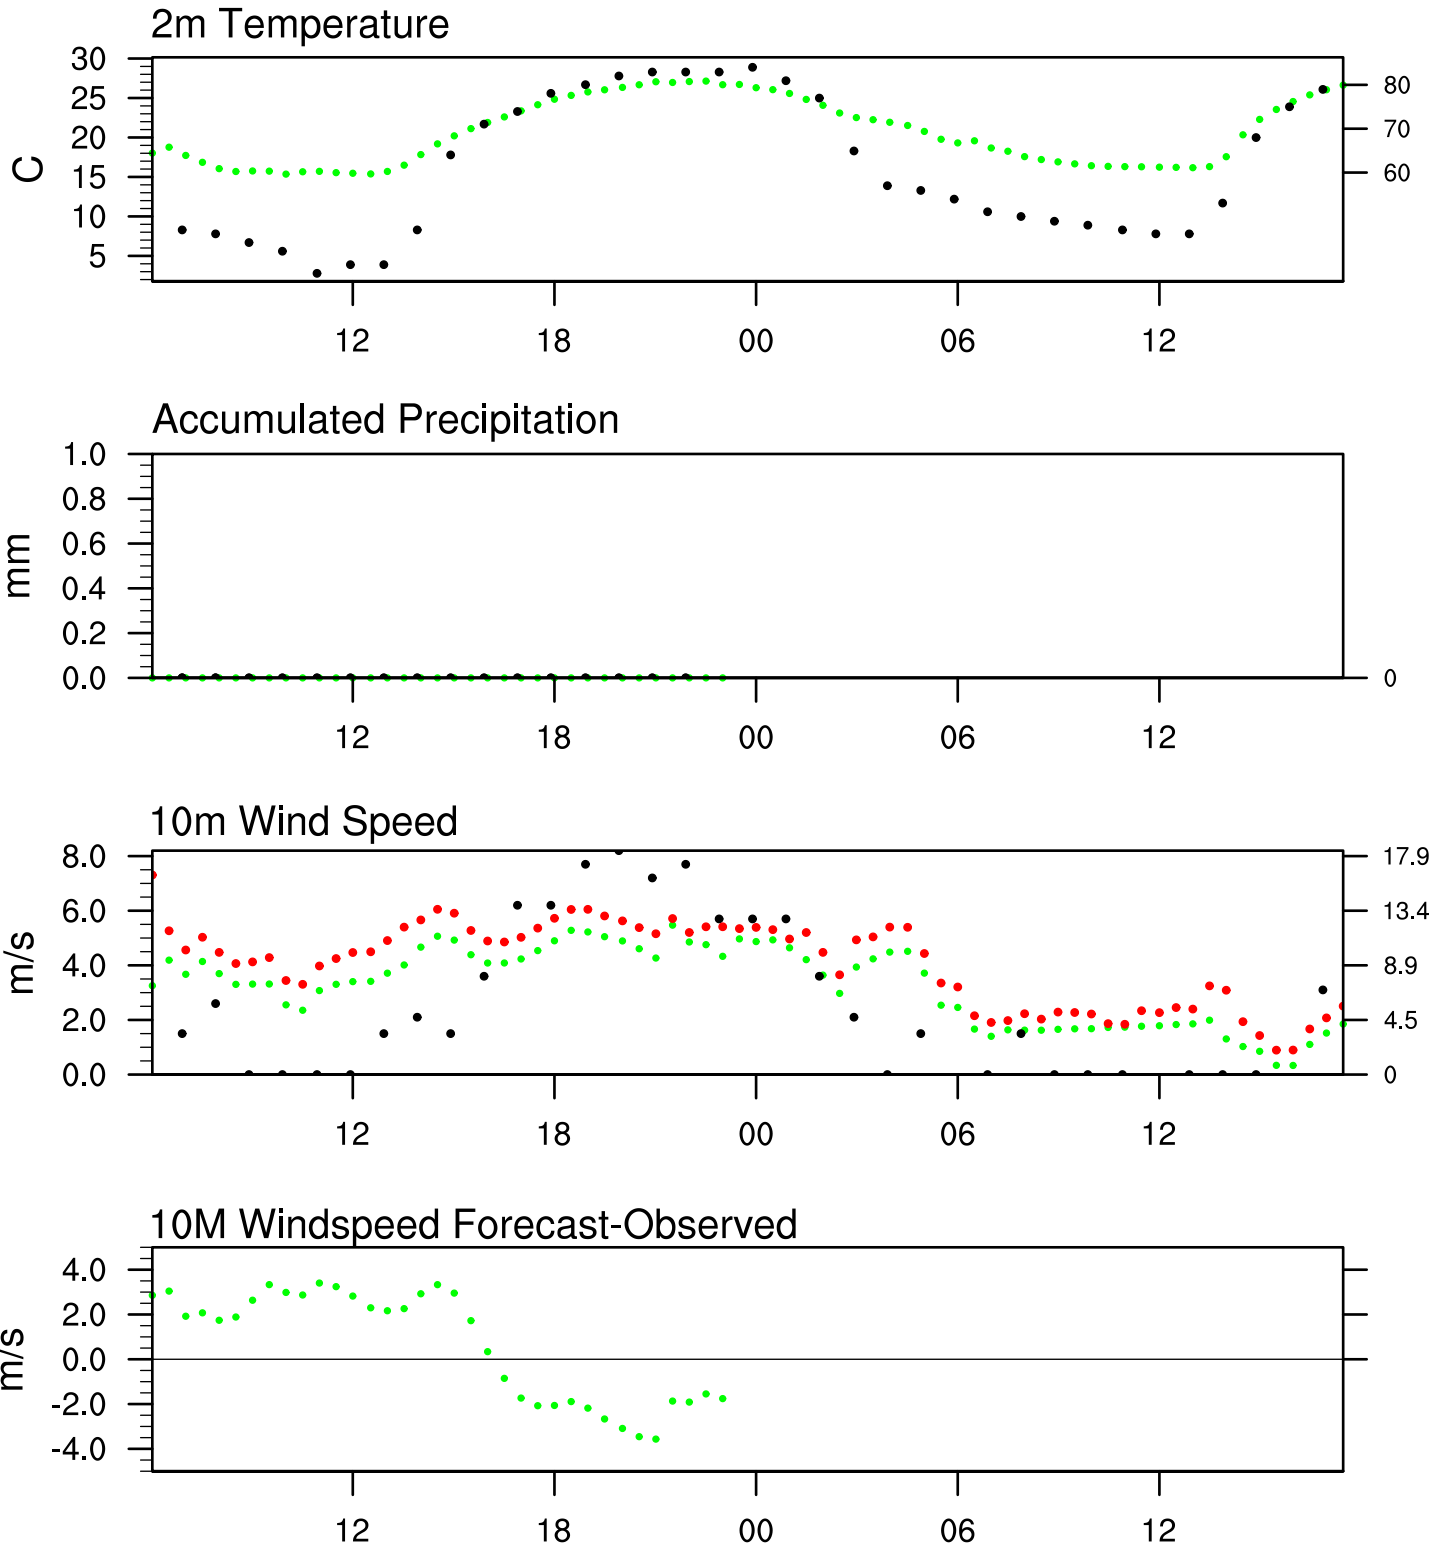 2m Temperature
30
25
20
15
10
5
C
80
70
60
12 18 00 06 12
Accumulated Precipitation
1.0
0.8
0.6
0.4
0.2
0.0
mm
0
12 18 00 06 12
10m Wind Speed
8.0
6.0
4.0
2.0
0.0
m/s
17.9
13.4
8.9
4.5
0
12 18 00 06 12
10M Windspeed Forecast-Observed
4.0
2.0
0.0
-2.0
-4.0
m/s
12 18 00 06 12